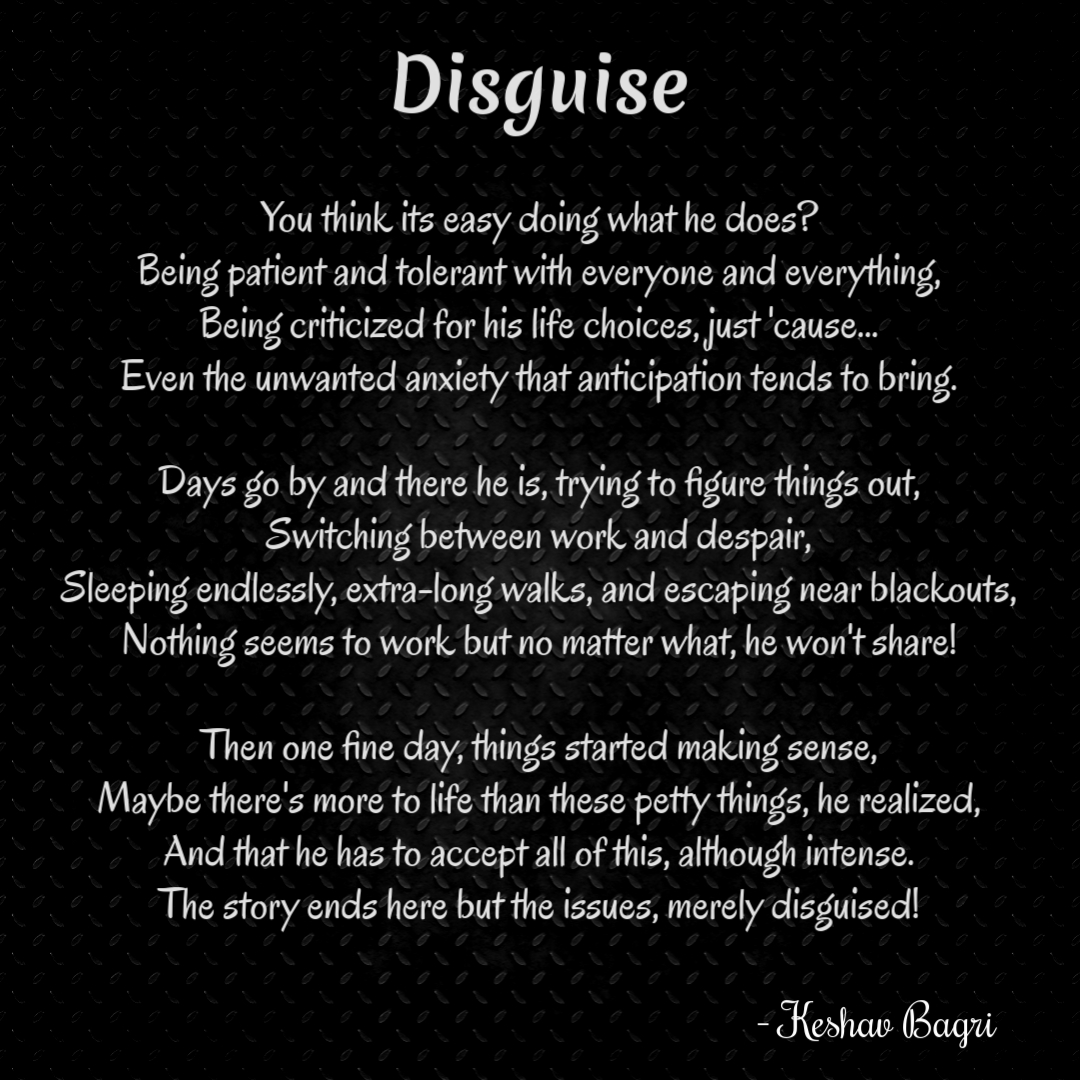 Disguise
You think its easy doing what he does?
Being patient and tolerant with everyone and everything,
Being criticized for his life choices, just 'cause...
Even the unwanted anxiety that anticipation tends to bring.
Days go by and there he is, trying to figure things out,
Switching between work and despair,
Sleeping endlessly, extra-long walks, and escaping near blackouts,
Nothing seems to work but no matter what, he won't share!
Then one fine day, things started making sense,
Maybe there's more to life than these petty things, he realized,
And that he has to accept all of this, although intense.
The story ends here but the issues, merely disguised!
- Keshav Bagri